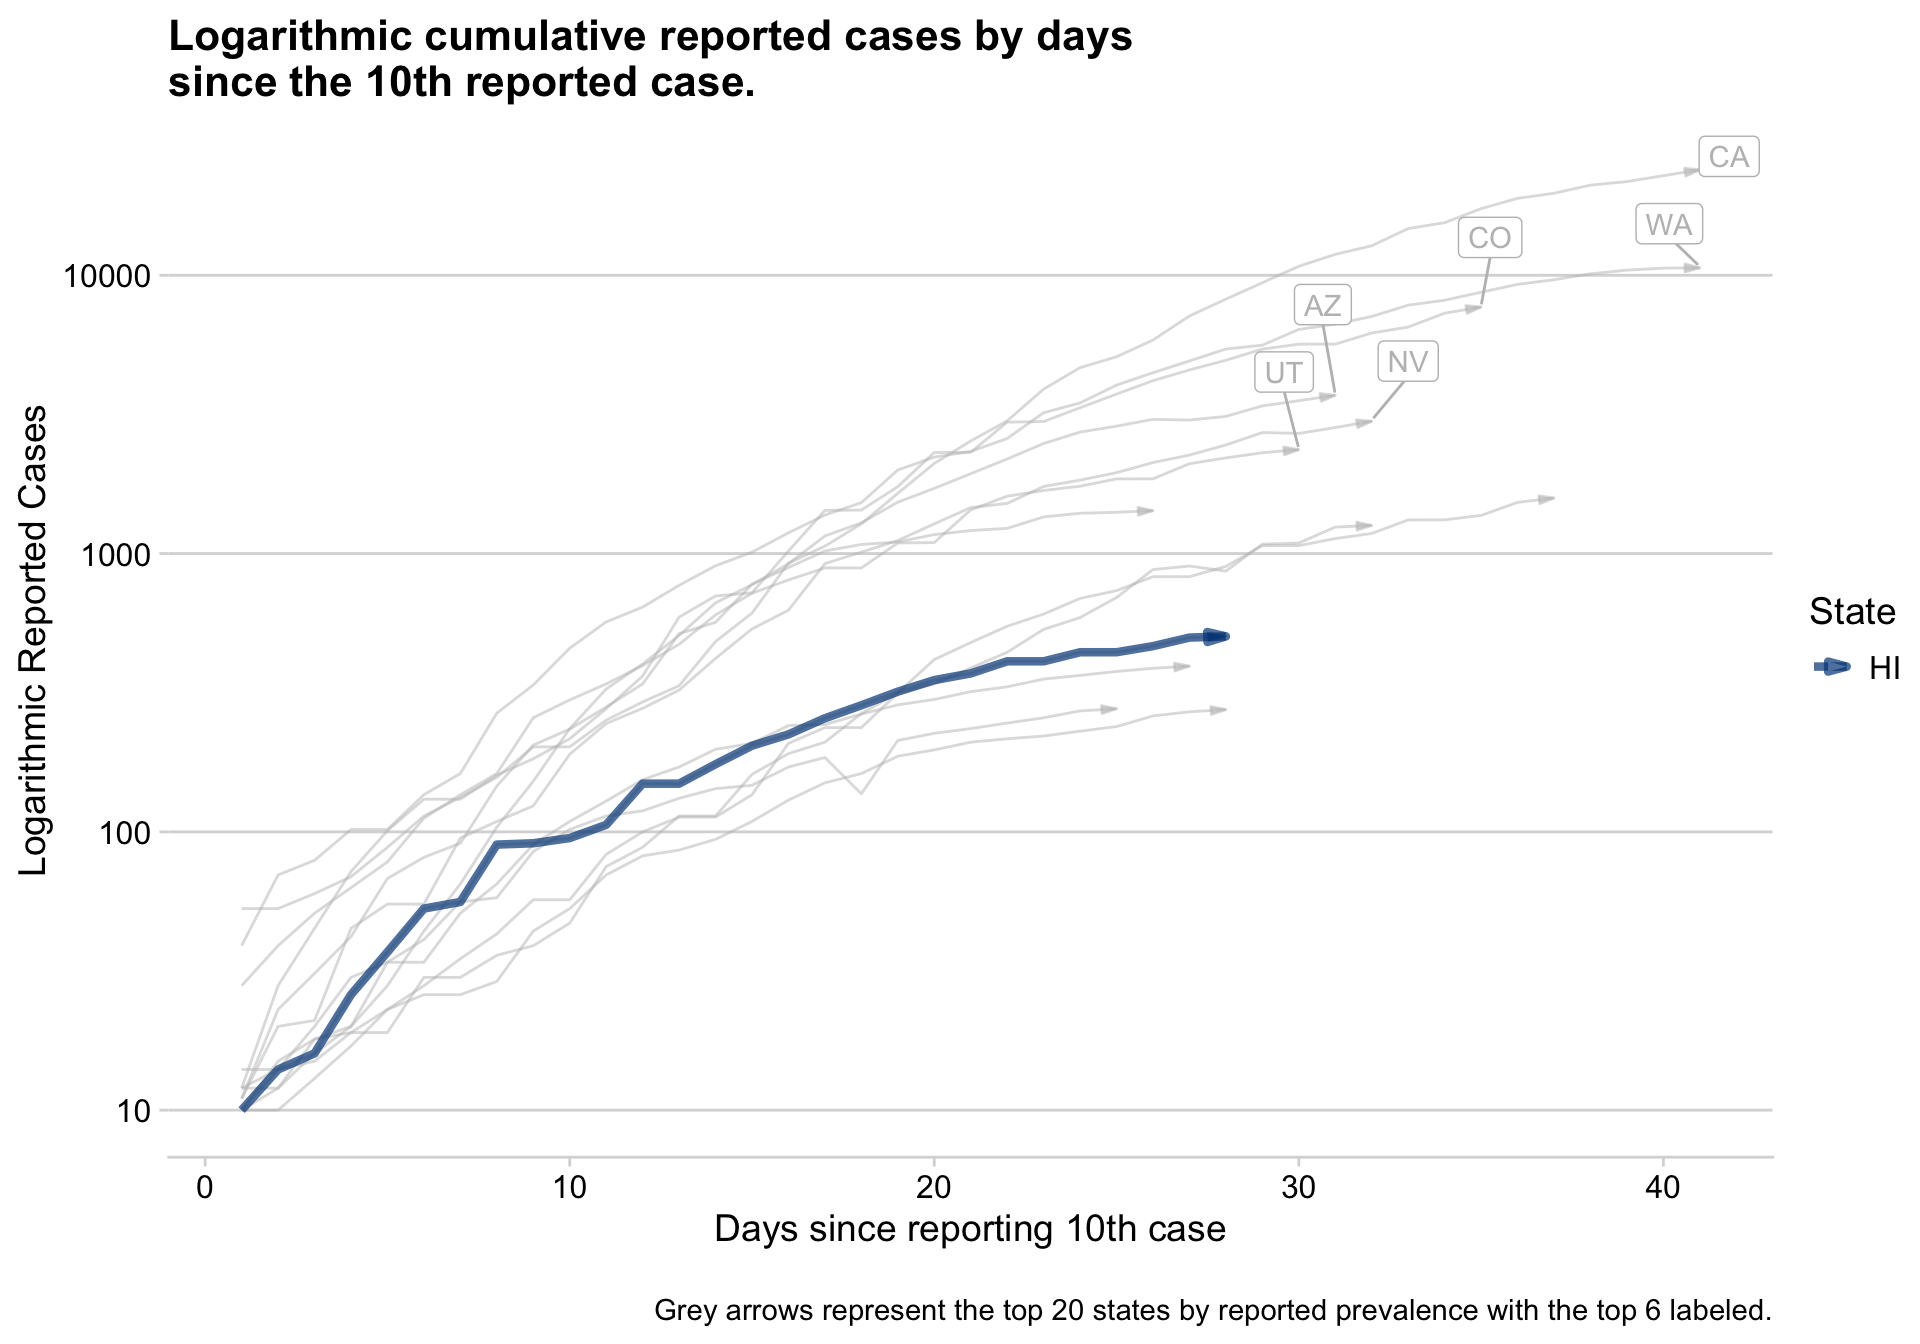 Logarithmic cumulative reported cases by days
since the 10th reported case.
CA
WA
CO
10000
AZ
NV
UT
1000
State
HI
100
10
Logarithmic Reported Cases
0 10 20 30 40
Days since reporting 10th case
Grey arrows represent the top 20 states by reported prevalence with the top 6 labeled.